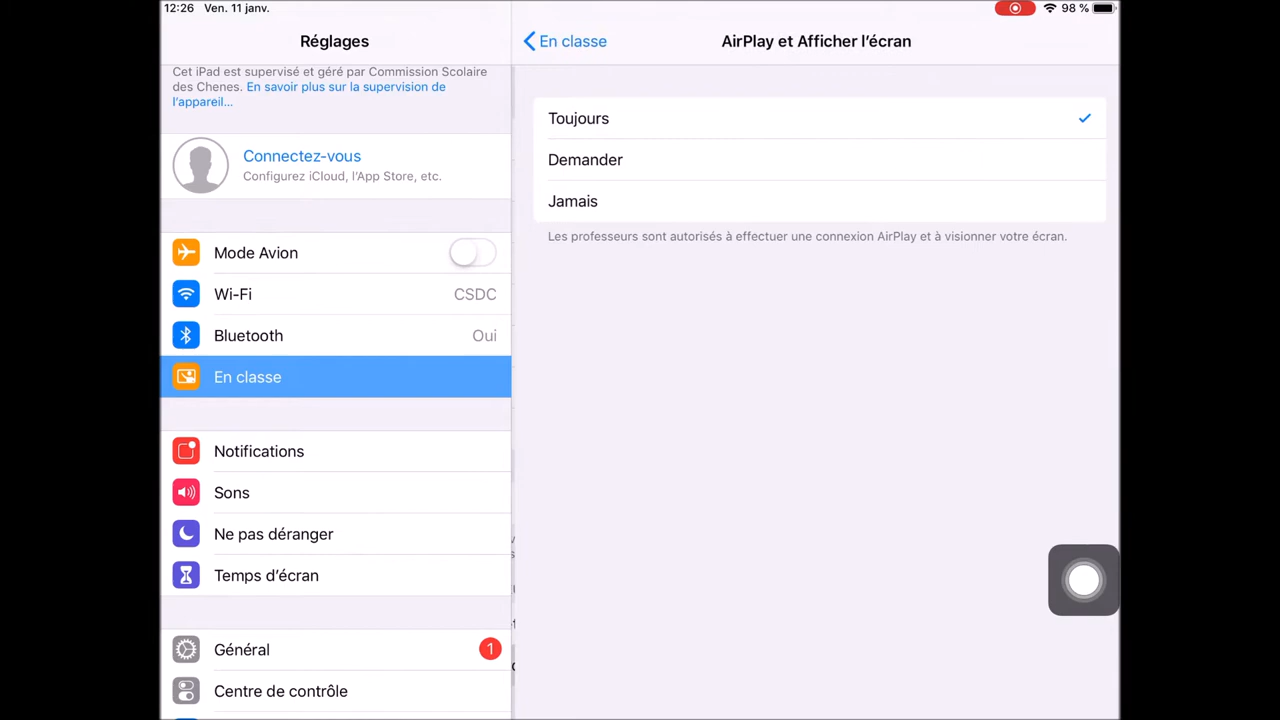 12:26 Ven. 11 janv.
98 %
Réglages
Cet iPad est supervisé et géré par Commission Scolaire
des Chenes. En savoir plus sur la supervision de
l'appareil...
Connectez-vous
Configurez iCloud, l'App Store, etc.
Mode Avion
Wi-Fi CSDC
Bluetooth Oui
En classe
Notifications
Sons
Ne pas déranger
Temps d'écran
Général 1
Centre de contrôle
En classe
AirPlay et Afficher l'écran
Toujours
Demander
Jamais
Les professeurs sont autorisés à effectuer une connexion AirPlay et à visionner votre écran.